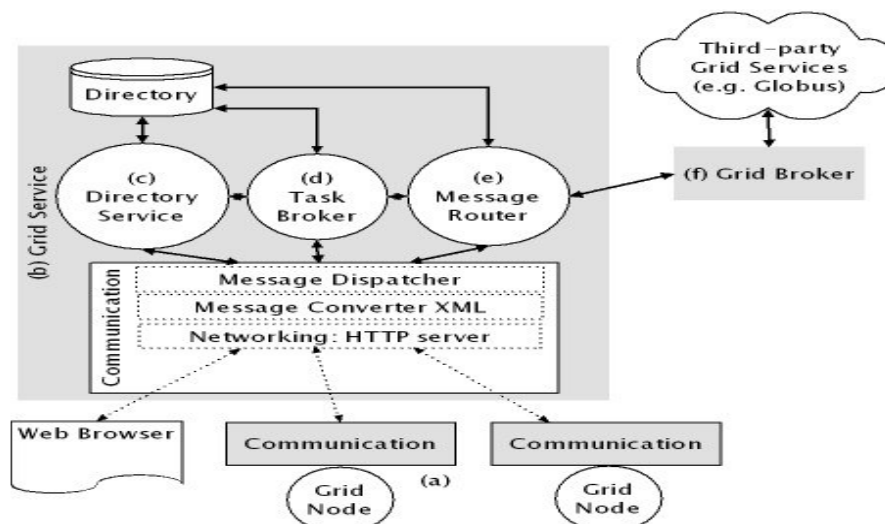 Third-party
Grid Services
(e.g. Globus)
Directory
(c)
Directory
Service
(d)
Task
Broker
(e)
Message
Router
(f) Grid Broker
(b) Grid Service
Communication
Message Dispatcher
Message Converter XML
Networking: HTTP server
Web Browser
Communication
Communication
(a)
Grid
Node
Grid
Node